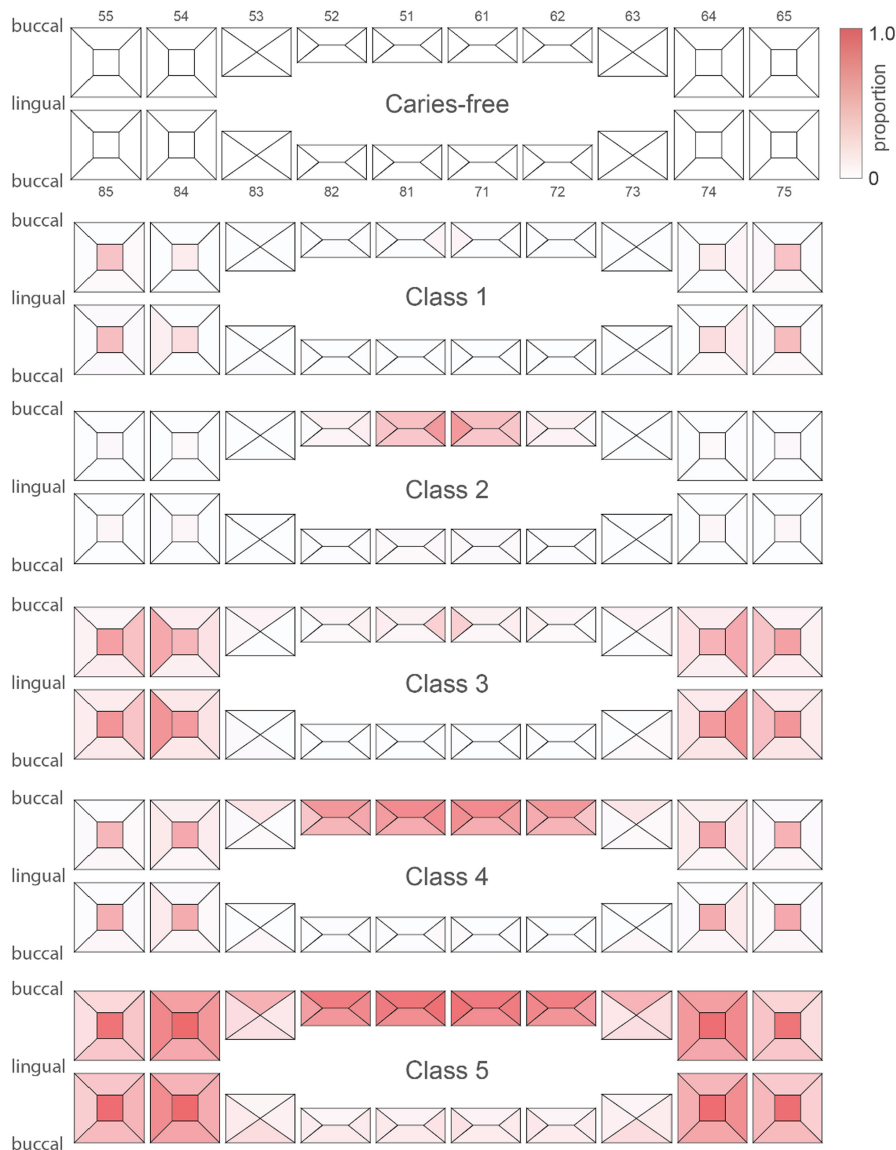 buccal 55 54 53 52 51 61 62 63 64 65 1.0
lingual Caries-free proportion
buccal 85 84 83 82 81 71 72 73 74 75 0
buccal
lingual Class 1
buccal
buccal
lingual Class 2
buccal
buccal
lingual Class 3
buccal
buccal
lingual Class 4
buccal
buccal
lingual Class 5
buccal